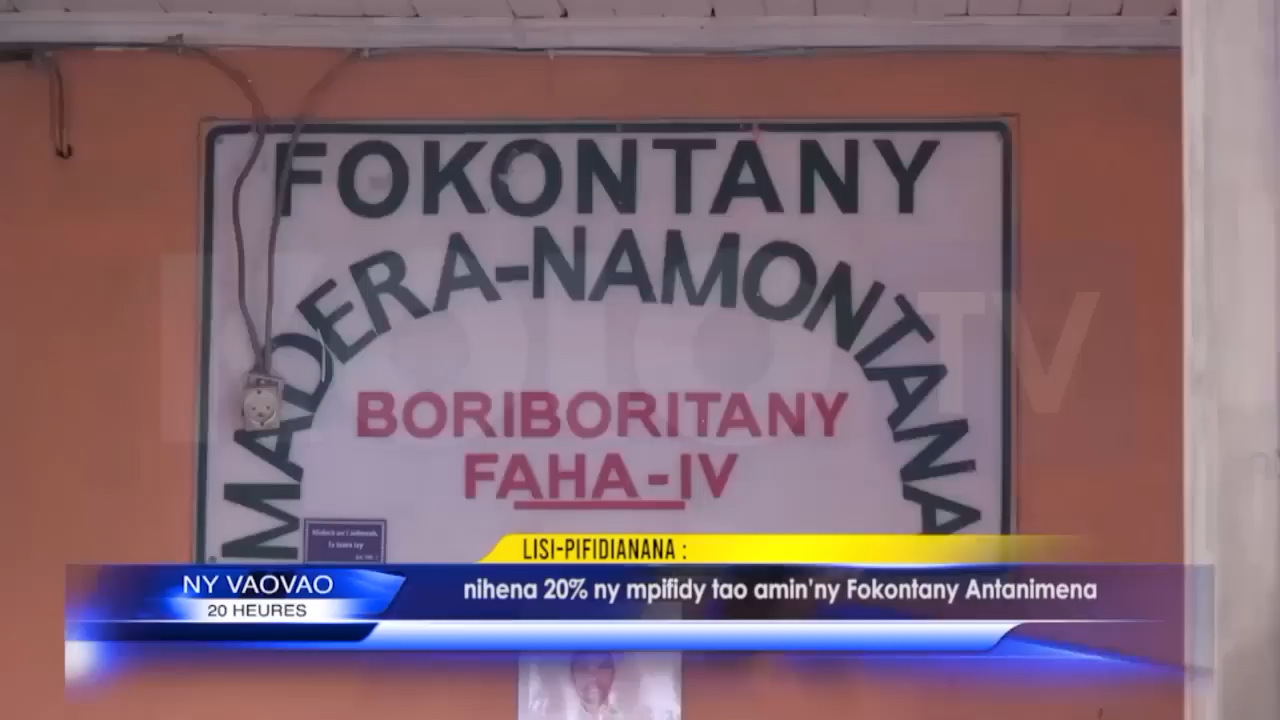 FOKONTANY
MADERA-NAMONTANA
BORIBORITANY
FAHA-IV
LISI-PIFIDIANANA :
NY VAOVAO
nihena 20% ny mpifidy tao amin'ny Fokontany Antanimena
20 HEURES
TV